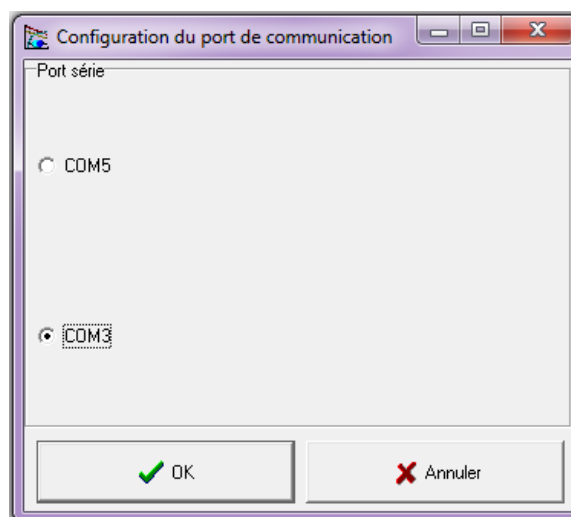 Configuration du port de communication
Port série
COM5
COM3
OK
Annuler